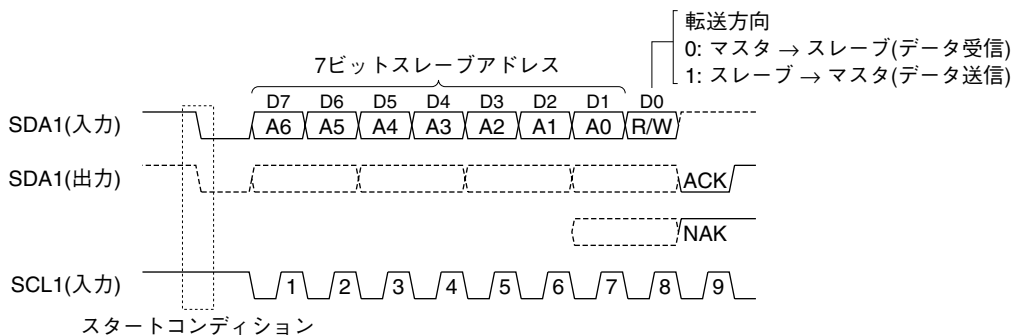 転送方向
0: マスタ → スレーブ(データ受信)
1: スレーブ → マスタ(データ送信)
7ビットスレーブアドレス
D7 D6 D5 D4 D3 D2 D1 D0
SDA1(入力) A6 A5 A4 A3 A2 A1 A0 R/W
SDA1(出力) ACK
NAK
SCL1(入力) 1 2 3 4 5 6 7 8 9
スタートコンディション